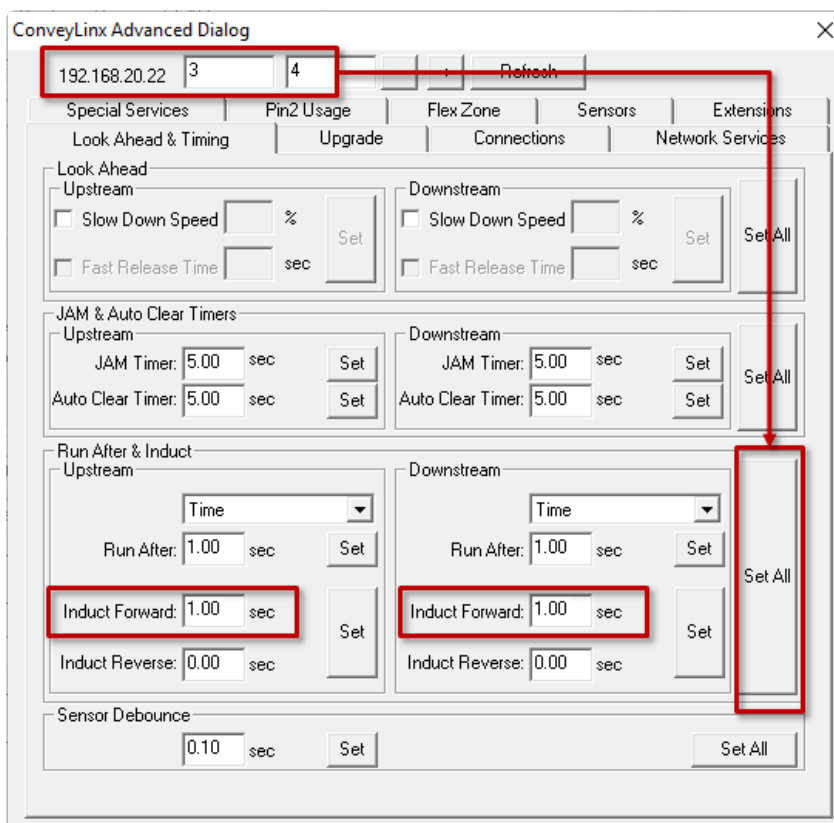 ConveyLinx Advanced Dialog
192.168.20.22 3 4 + Refresh
Special Services Pin2 Usage Flex Zone Sensors Extensions
Look Ahead & Timing Upgrade Connections Network Services
Look Ahead
Upstream Downstream
Slow Down Speed % Set Slow Down Speed % Set Set All
Fast Release Time sec Fast Release Time sec
JAM & Auto Clear Timers
Upstream Downstream
JAM Timer: 5.00 sec Set JAM Timer: 5.00 sec Set Set All
Auto Clear Timer: 5.00 sec Set Auto Clear Timer: 5.00 sec Set
Run After & Induct
Upstream Downstream
Time Time
Run After: 1.00 sec Set Run After: 1.00 sec Set Set All
Induct Forward: 1.00 sec Set Induct Forward: 1.00 sec Set
Induct Reverse: 0.00 sec Induct Reverse: 0.00 sec
Sensor Debounce
0.10 sec Set Set All